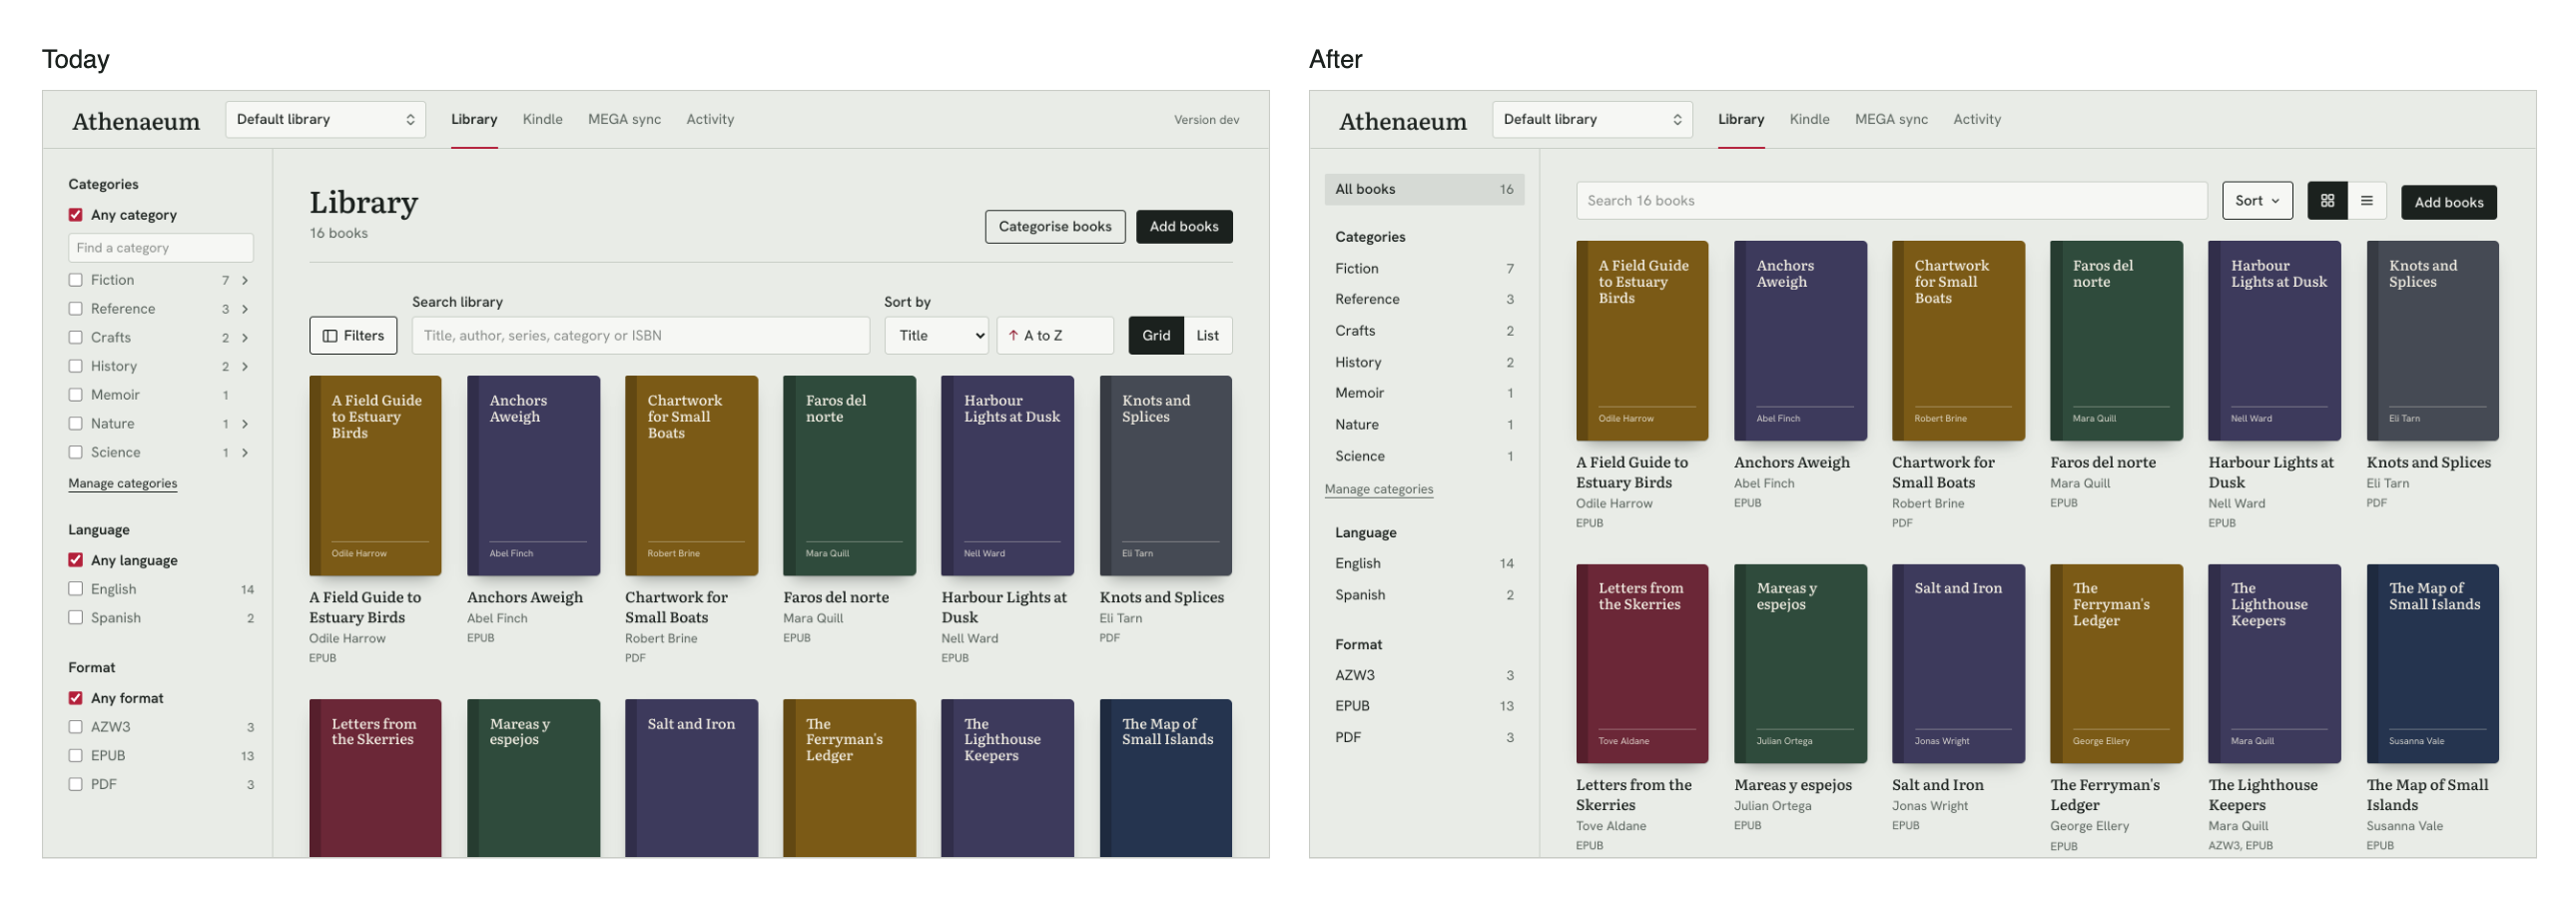 Today
Athenaeum
Default library
Library
Kindle
MEGA sync
Activity
Version dev
Categories
Any category
Find a category
Fiction 7
Reference 3
Crafts 2
History 2
Memoir 1
Nature 1
Science 1
Manage categories
Language
Any language
English 14
Spanish 2
Format
Any format
AZW3 3
EPUB 13
PDF 3
Library
16 books
Categorise books
Add books
Search library
Sort by
Filters
Title, author, series, category or ISBN
Title
↑ A to Z
Grid
List
A Field Guide
to Estuary
Birds
Odile Harrow
Anchors
Aweigh
Abel Finch
Chartwork
for Small
Boats
Robert Brine
Faros del
norte
Mara Quill
Harbour
Lights at Dusk
Nell Ward
Knots and
Splices
Eli Tarn
A Field Guide to
Estuary Birds
Odile Harrow
EPUB
Anchors Aweigh
Abel Finch
EPUB
Chartwork for
Small Boats
Robert Brine
PDF
Faros del norte
Mara Quill
EPUB
Harbour Lights at
Dusk
Nell Ward
EPUB
Knots and Splices
Eli Tarn
PDF
Letters from
the Skerries
Mareas y
espejos
Salt and Iron
The
Ferryman's
Ledger
The
Lighthouse
Keepers
The Map of
Small Islands
After
Athenaeum
Default library
Library
Kindle
MEGA sync
Activity
All books 16
Categories
Fiction 7
Reference 3
Crafts 2
History 2
Memoir 1
Nature 1
Science 1
Manage categories
Language
English 14
Spanish 2
Format
AZW3 3
EPUB 13
PDF 3
Search 16 books
Sort
Add books
A Field Guide
to Estuary
Birds
Odile Harrow
Anchors
Aweigh
Abel Finch
Chartwork
for Small
Boats
Robert Brine
Faros del
norte
Mara Quill
Harbour
Lights at Dusk
Nell Ward
Knots and
Splices
Eli Tarn
A Field Guide to
Estuary Birds
Odile Harrow
EPUB
Anchors Aweigh
Abel Finch
EPUB
Chartwork for
Small Boats
Robert Brine
PDF
Faros del norte
Mara Quill
EPUB
Harbour Lights at
Dusk
Nell Ward
EPUB
Knots and Splices
Eli Tarn
PDF
Letters from
the Skerries
Tove Aldane
Mareas y
espejos
Julian Ortega
Salt and Iron
Jonas Wright
The
Ferryman's
Ledger
George Ellery
The
Lighthouse
Keepers
Mara Quill
The Map of
Small Islands
Susanna Vale
Letters from the
Skerries
Tove Aldane
EPUB
Mareas y espejos
Julian Ortega
EPUB
Salt and Iron
Jonas Wright
EPUB
The Ferryman's
Ledger
George Ellery
EPUB
The Lighthouse
Keepers
Mara Quill
AZW3, EPUB
The Map of Small
Islands
Susanna Vale
EPUB